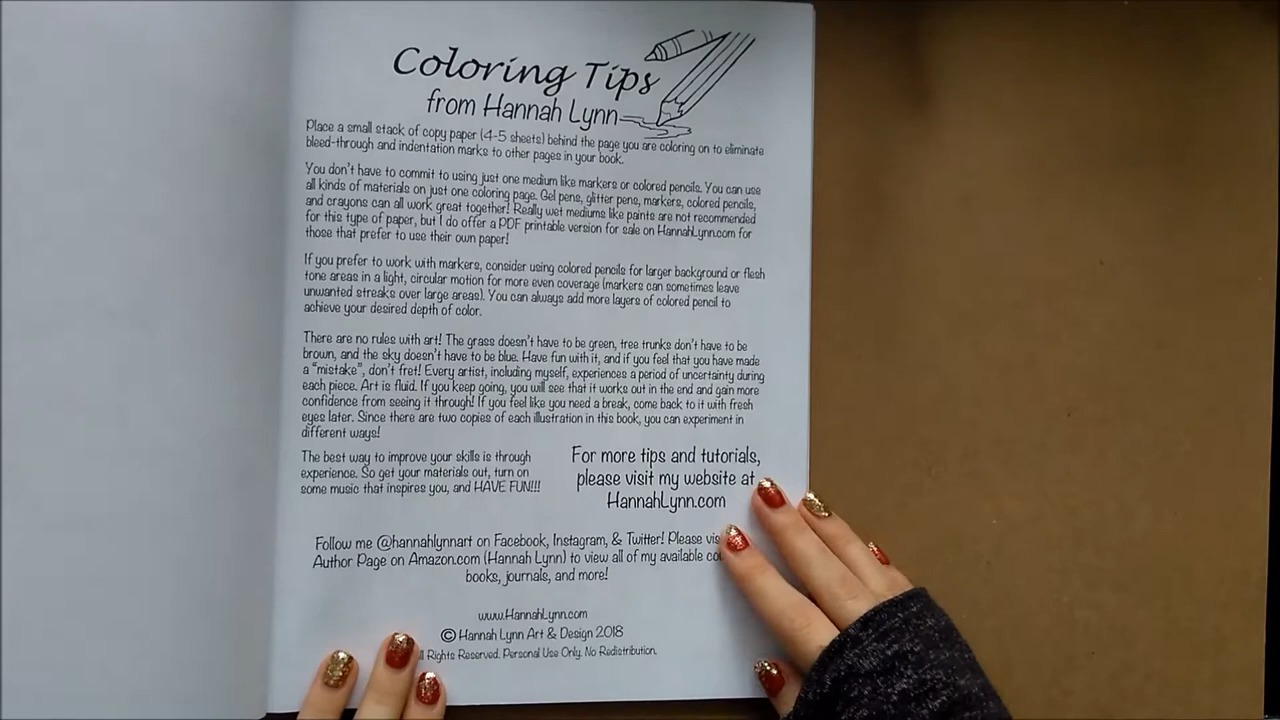 Coloring Tips
from Hannah Lynn
Place a small stack of copy paper (4-5 sheets) behind the page you are coloring on to eliminate
bleed-through and indentation marks to other pages in your book.
You don't have to commit to using just one medium like markers or colored pencils. You can use
all kinds of materials on just one coloring page. Gel pens, glitter pens, markers, colored pencils,
and crayons can all work great together! Really wet mediums like paints are not recommended
for this type of paper, but I do offer a PDF printable version for sale on HannahLynn.com for
those that prefer to use their own paper!
If you prefer to work with markers, consider using colored pencils for larger background or flesh
tone areas in a light, circular motion for more even coverage (markers can sometimes leave
unwanted streaks over large areas). You can always add more layers of colored pencil to
achieve your desired depth of color.
There are no rules with art! The grass doesn't have to be green, tree trunks don't have to be
brown, and the sky doesn't have to be blue. Have fun with it, and if you feel that you have made
a "mistake", don't fret! Every artist, including myself, experiences a period of uncertainty during
each piece. Art is fluid. If you keep going, you will see that it works out in the end and gain more
confidence from seeing it through! If you feel like you need a break, come back to it with fresh
eyes later. Since there are two copies of each illustration in this book, you can experiment in
different ways!
The best way to improve your skills is through
experience. So get your materials out, turn on
some music that inspires you, and HAVE FUN!!!
For more tips and tutorials,
please visit my website at
HannahLynn.com
Follow me @hannahlynnart on Facebook, Instagram, & Twitter! Please
Author Page on Amazon.com (Hannah Lynn) to view all of my available
books, journals, and more!
www.HannahLynn.com
© Hannah Lynn Art & Design 2018
Rights Reserved. Personal Use Only. No Redistribution.